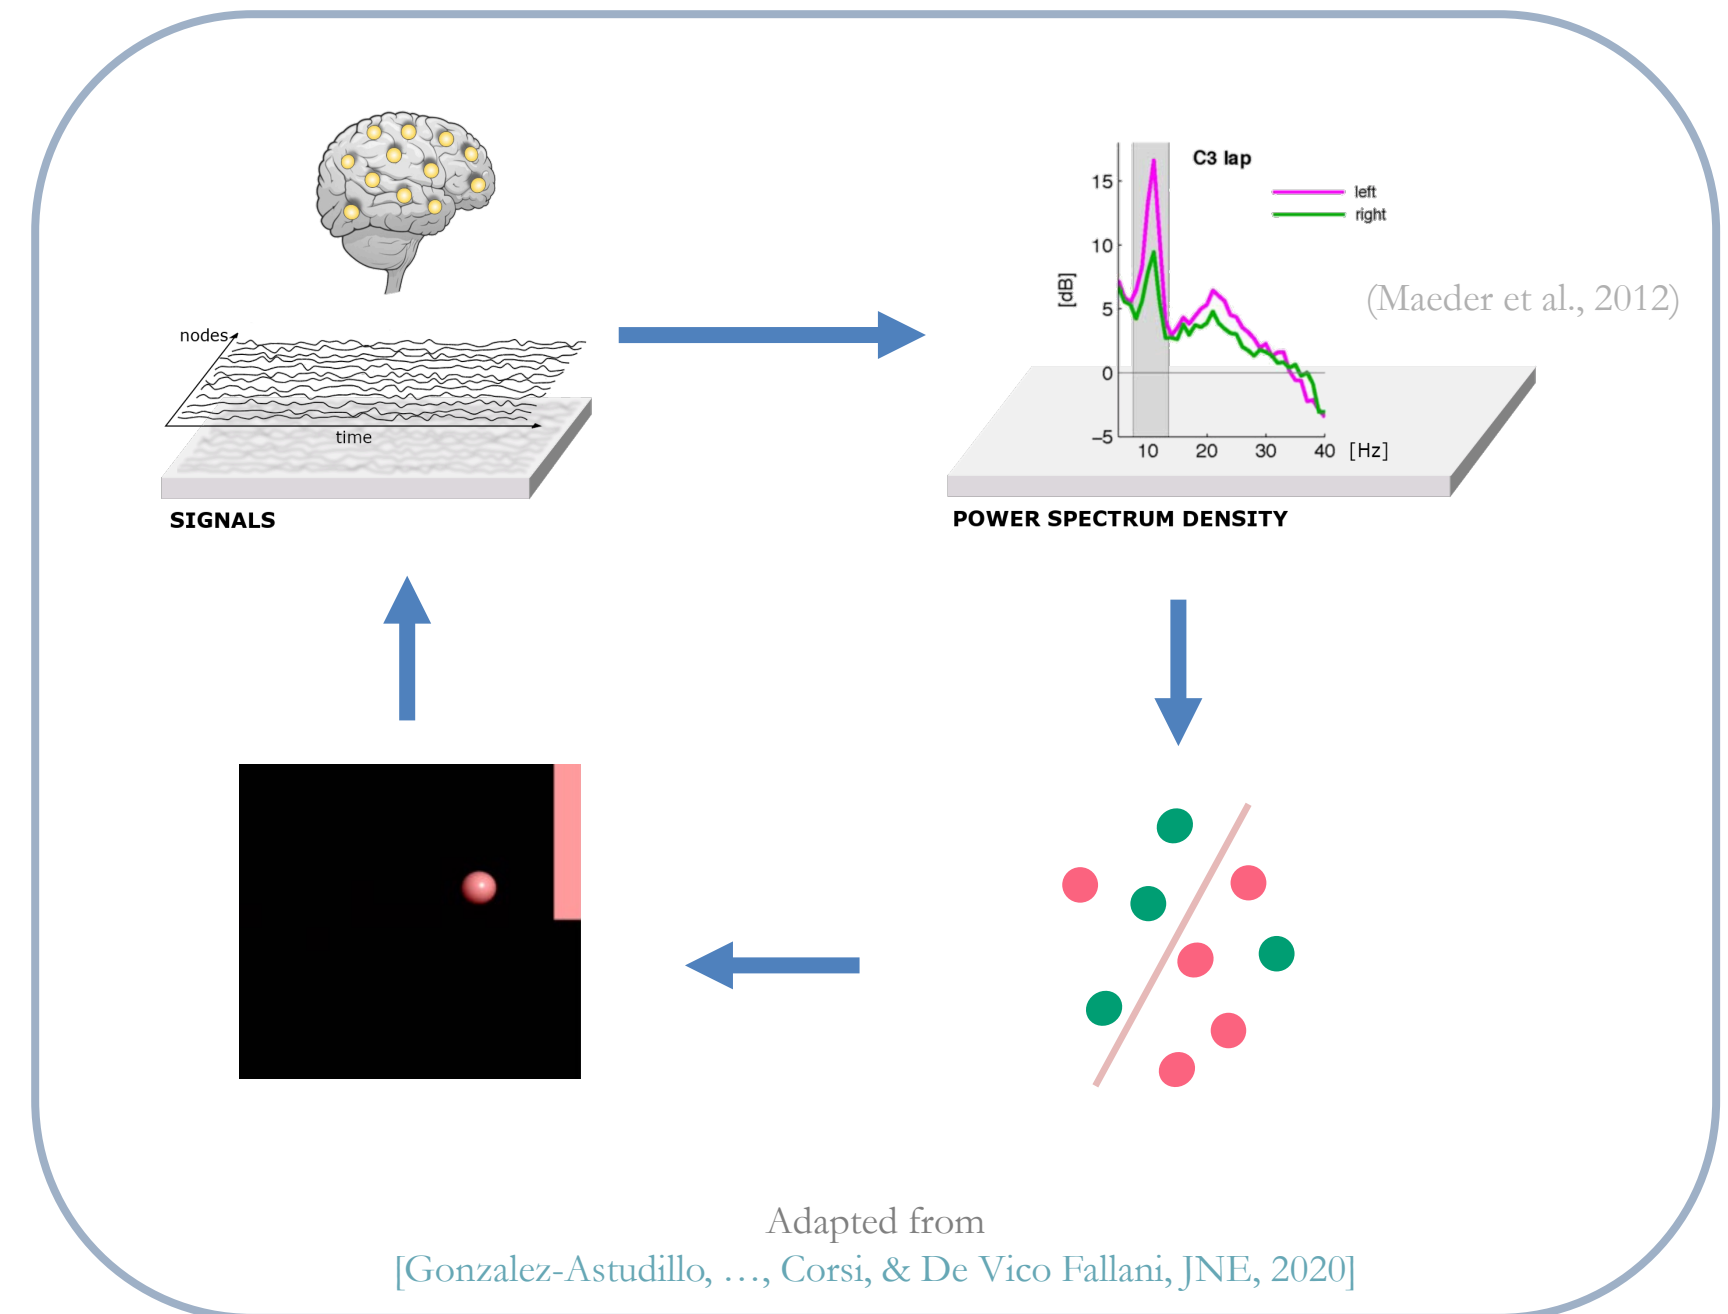 nodes
time
SIGNALS
C3 lap
left
right
15
10
5
0
−5
[dB]
10 20 30 40 [Hz]
(Maeder et al., 2012)
POWER SPECTRUM DENSITY
Adapted from
[Gonzalez-Astudillo, …, Corsi, & De Vico Fallani, JNE, 2020]